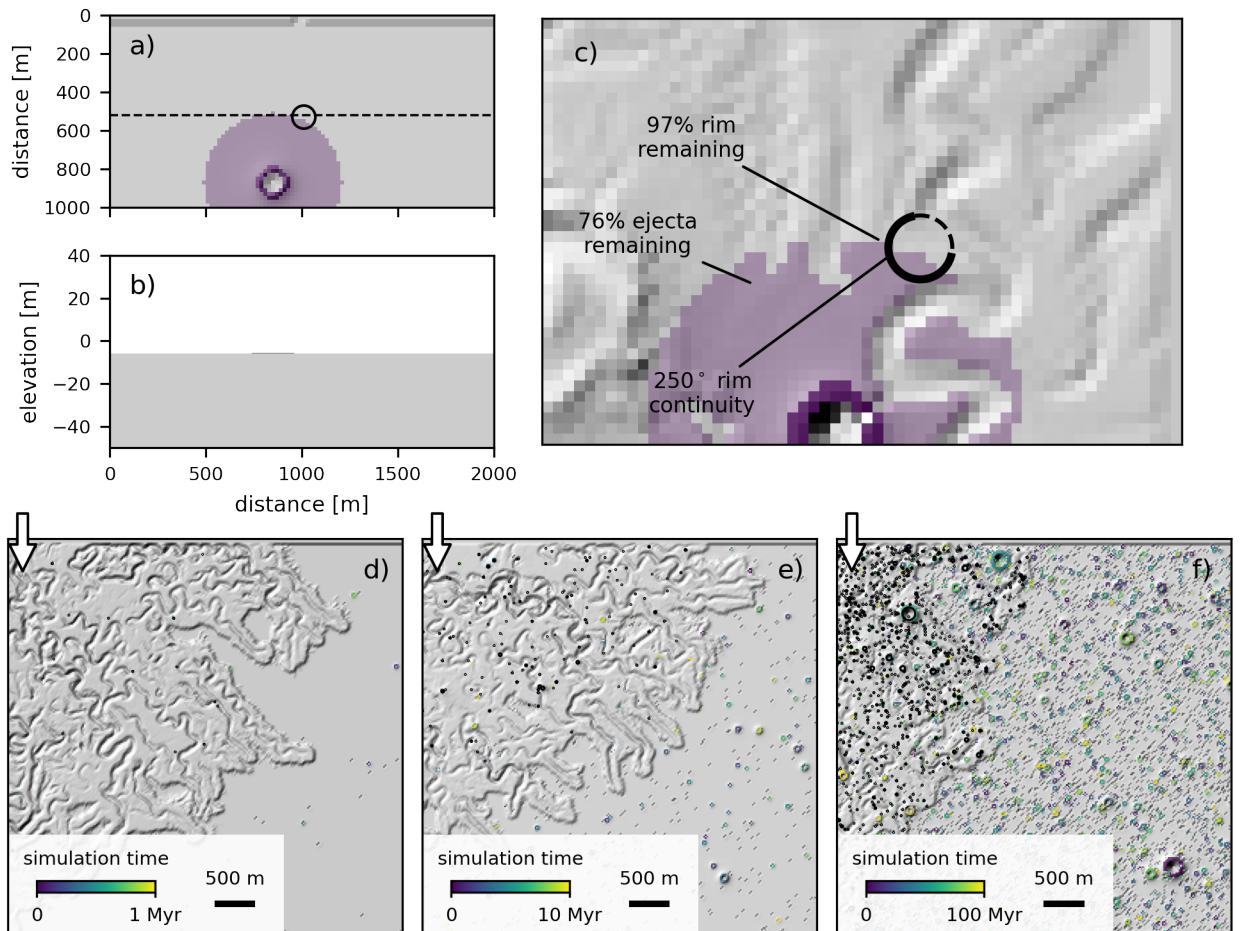 a)
distance [m]
0
200
400
600
800
1000
b)
elevation [m]
40
20
0
−20
−40
0
500
1000
1500
2000
distance [m]
c)
97% rim
remaining
76% ejecta
remaining
250° rim
continuity
d)
simulation time
0
1 Myr
500 m
e)
simulation time
0
10 Myr
500 m
f)
simulation time
0
100 Myr
500 m